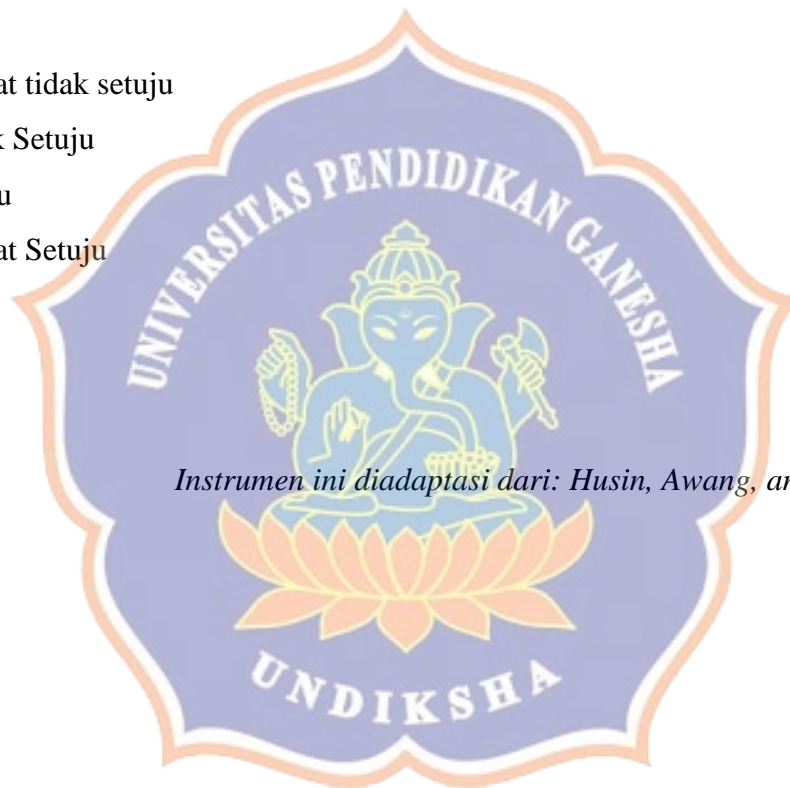 at tidak setuju
k Setuju
u
at Setuju
UNIVERSITAS PENDIDIKAN GANESHA
Instrumen ini diadaptasi dari: Husin, Awang, an
UNDIKSHA